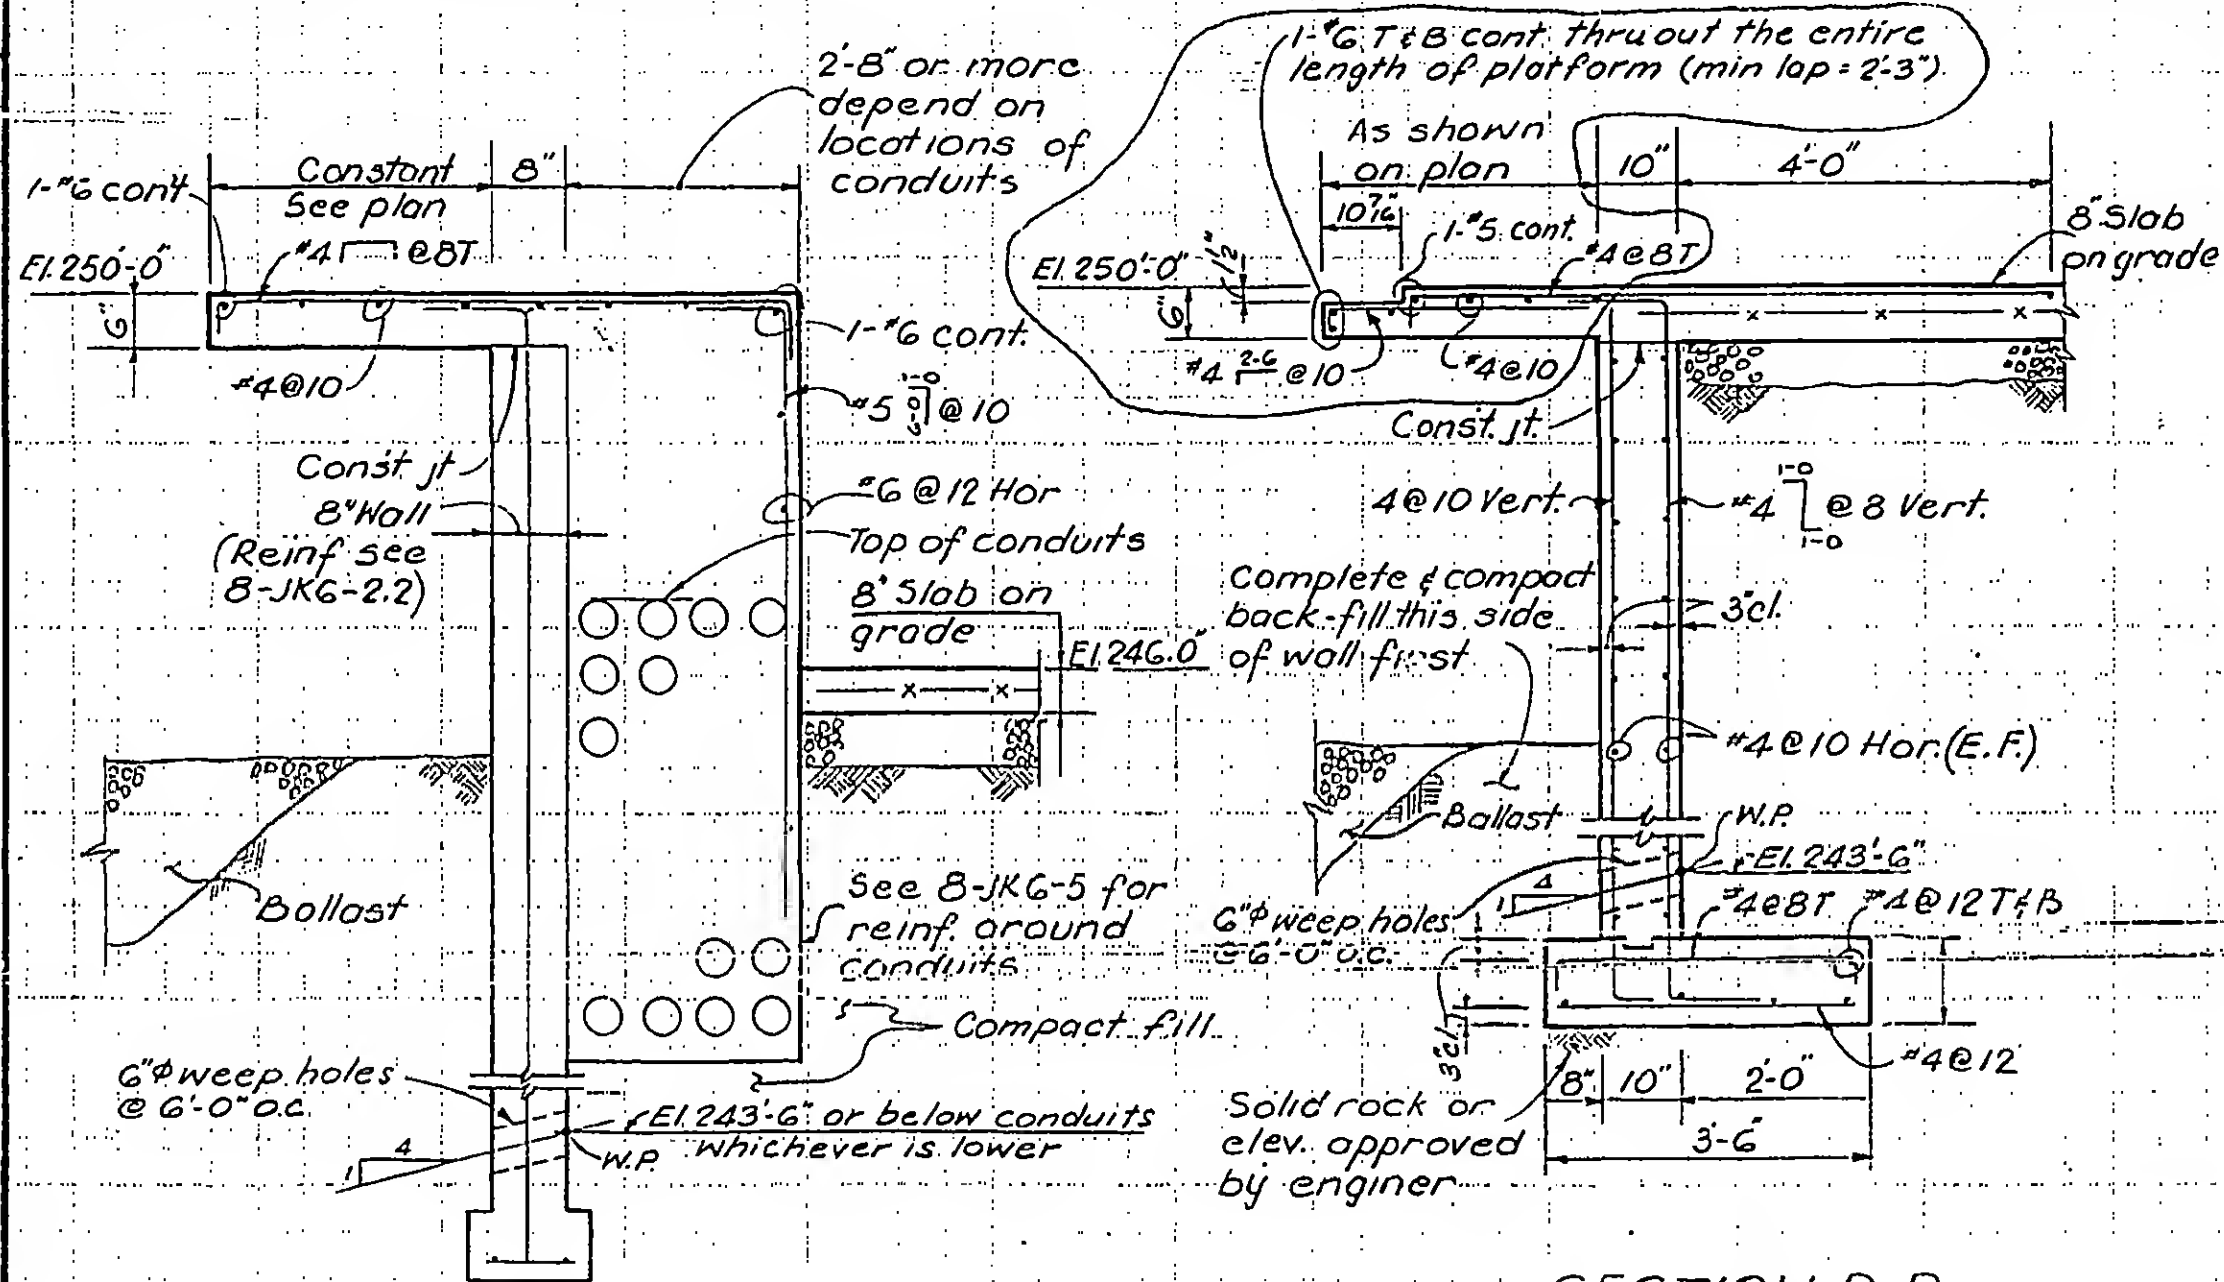 2'-8" or more
depend on
locations of
conduits
Constant
See plan
8"
1-#6 cont
#4 @8T
El. 250'-0"
6"
#4@10
1-#6 cont.
#5 1-0 6-0 @ 10
Const. jt
8" Wall
(Reinf see
8-JK6-2.2)
#6 @ 12 Hor
Top of conduits
8" Slab on
grade
El. 246.0"
Ballast
See 8-JK6-5 for
reinf. around
conduits
Compact fill
6"φ weep holes
@ 6'-0" o.c.
El. 243'-6" or below conduits
whichever is lower
W.P.
4
1
1-#6 T&B cont. thruout the entire
length of platform (min lap = 2'-3")
As shown
on plan
10"
4'-0"
10 7/16
1-#5 cont.
1 1/2"
#4@8T
8" Slab
on grade
El. 250'-0"
6"
#4 2-6 @ 10
#4@10
Const. jt.
4@10 Vert.
#4 1-0 1-0 @ 8 Vert.
Complete & compact
back-fill this side
of wall first
3"cl.
#4@10 Hor. (E.F.)
Ballast
W.P.
El. 243'-6"
4
1
6"φ weep holes
@ 6'-0" o.c.
#4@8T
#4@12 T&B
3"cl.
#4@12
8"
10"
2'-0"
3'-6"
Solid rock or
elev. approved
by enginer